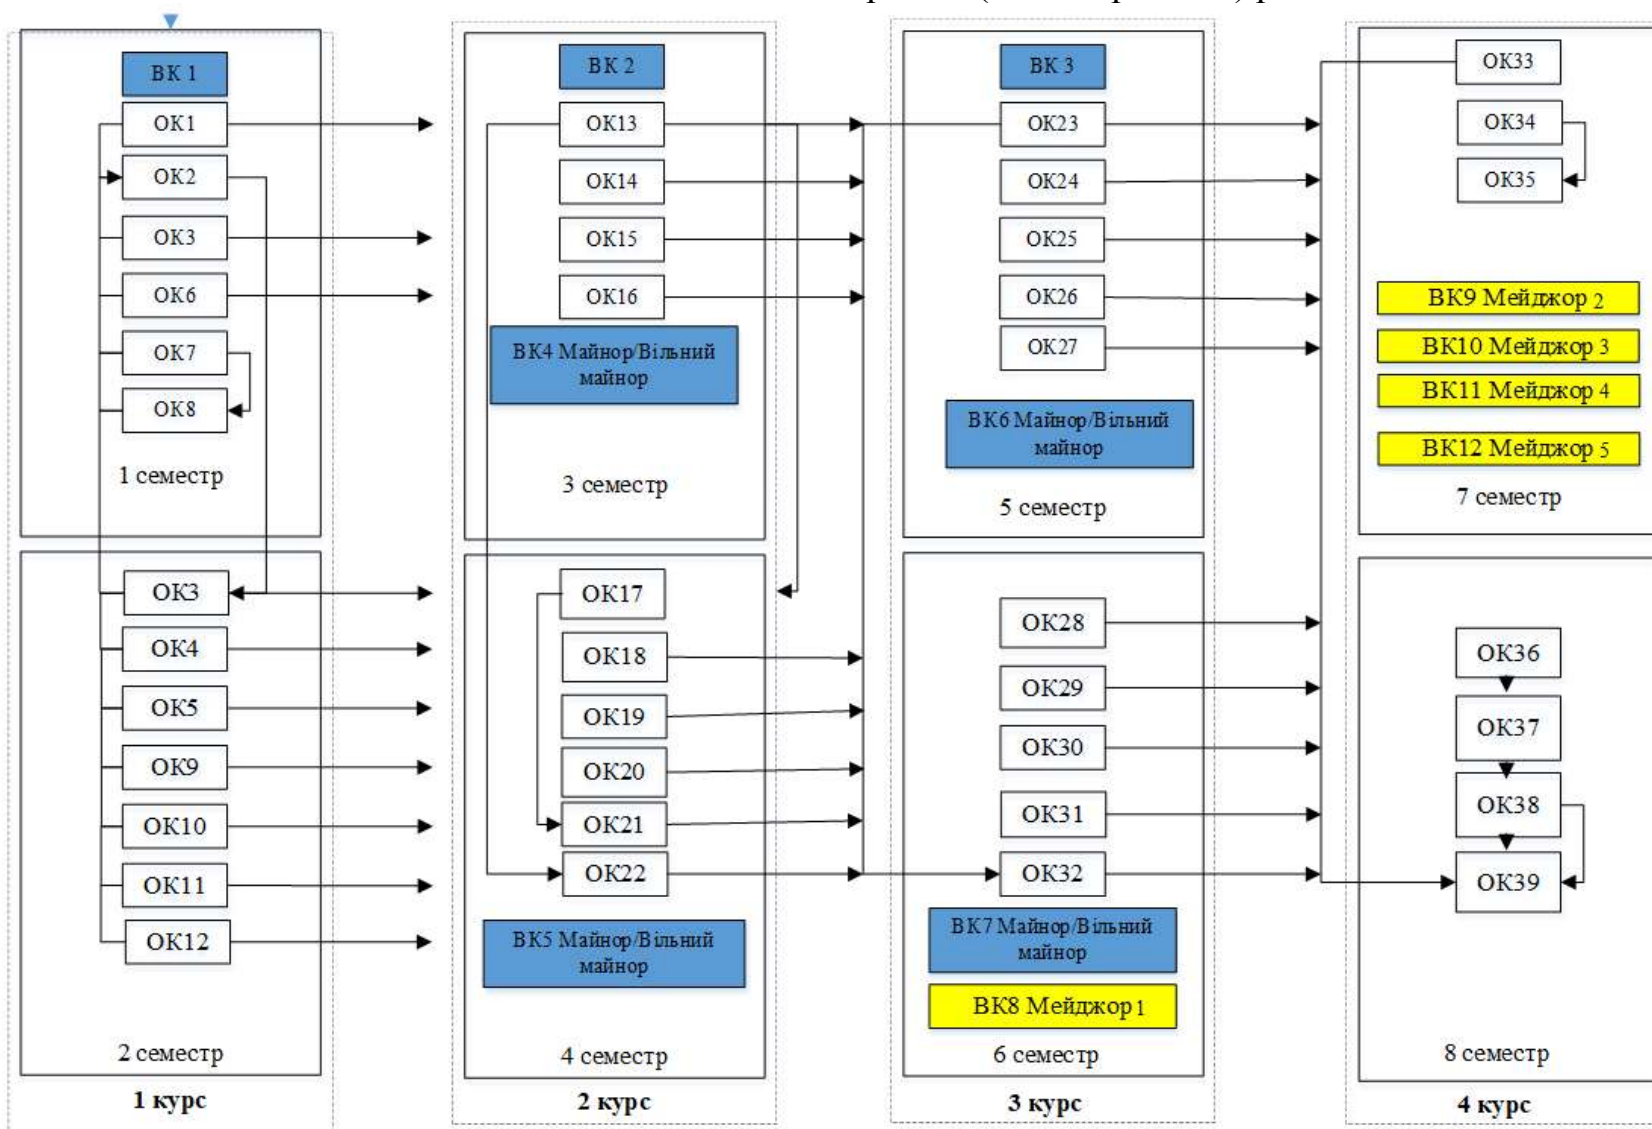 ВК 1
ОК1
ОК2
ОК3
ОК6
ОК7
ОК8
1 семестр
ОК3
ОК4
ОК5
ОК9
ОК10
ОК11
ОК12
2 семестр
1 курс
ВК 2
ОК13
ОК14
ОК15
ОК16
ВК4 Майнор/Вільний
майнор
3 семестр
ОК17
ОК18
ОК19
ОК20
ОК21
ОК22
ВК5 Майнор/Вільний
майнор
4 семестр
2 курс
ВК 3
ОК23
ОК24
ОК25
ОК26
ОК27
ВК6 Майнор/Вільний
майнор
5 семестр
ОК28
ОК29
ОК30
ОК31
ОК32
ВК7 Майнор/Вільний
майнор
ВК8 Мейджор 1
6 семестр
3 курс
ОК33
ОК34
ОК35
ВК9 Мейджор 2
ВК10 Мейджор 3
ВК11 Мейджор 4
ВК12 Мейджор 5
7 семестр
ОК36
ОК37
ОК38
ОК39
8 семестр
4 курс